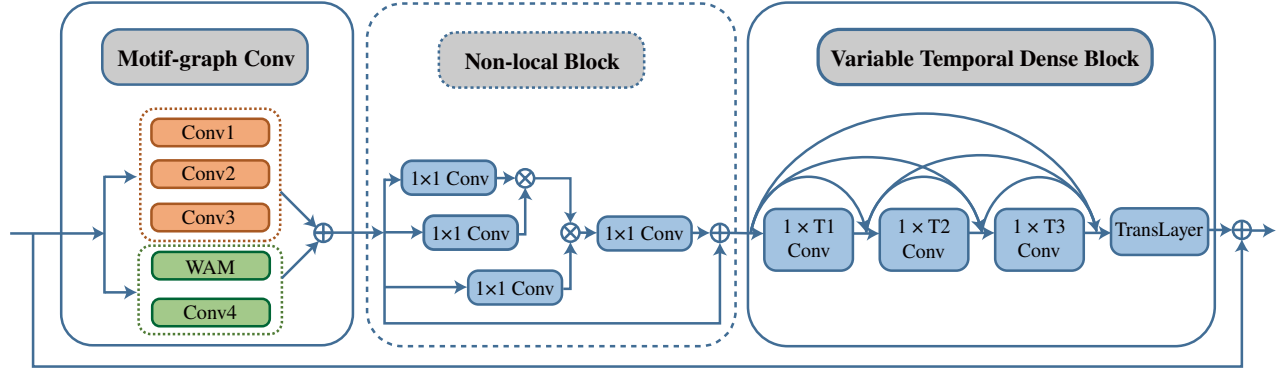 Motif-graph Conv
Conv1
Conv2
Conv3
WAM
Conv4
Non-local Block
1×1 Conv
1×1 Conv
1×1 Conv
1×1 Conv
Variable Temporal Dense Block
1 × T1
Conv
1 × T2
Conv
1 × T3
Conv
TransLayer